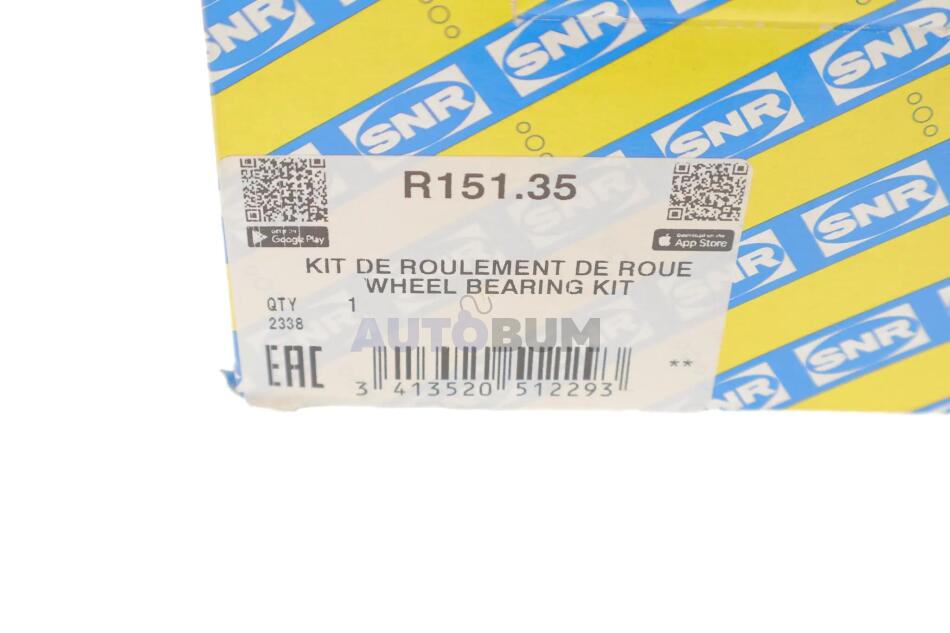 SNR
SNR
SNR
SNR
SNR
R151.35
SNR
GET IT ON
Google Play
Download on the
App Store
KIT DE ROULEMENT DE ROUE
WHEEL BEARING KIT
QTY 1
2338
AUTOBUM
SNR
EAC
**
3 413520 512293
SNR